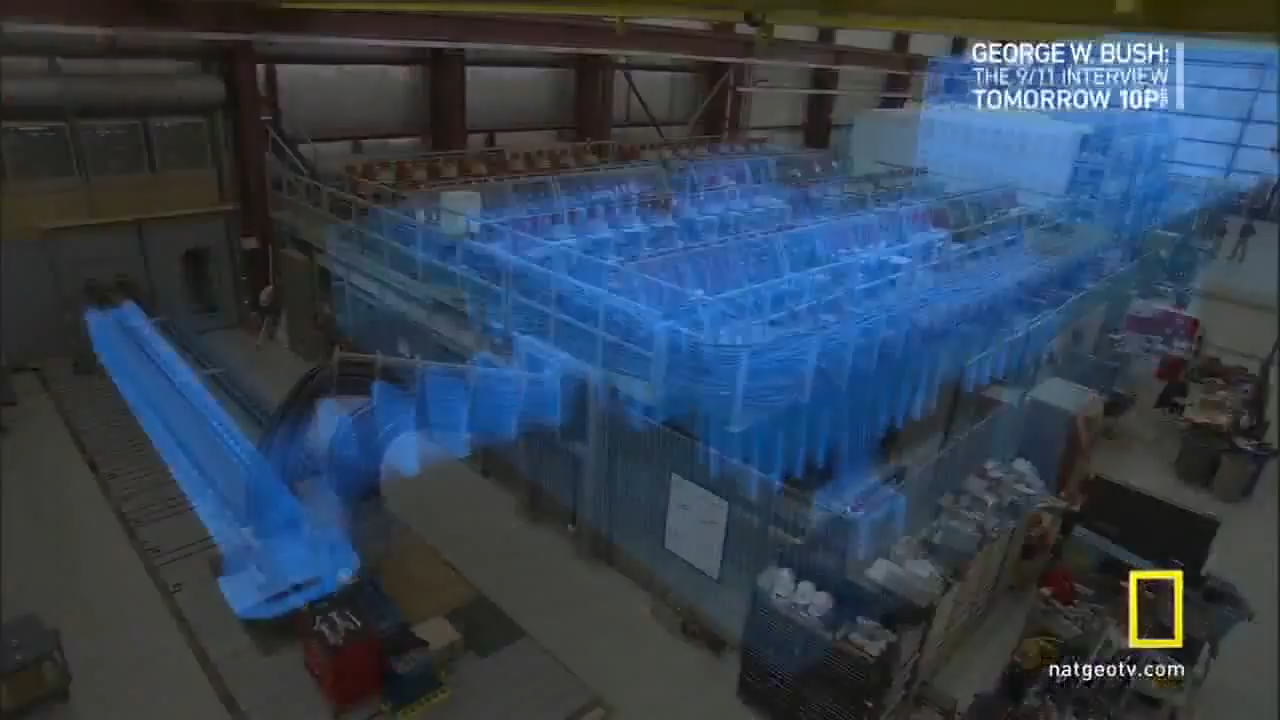 GEORGE W. BUSH:
THE 9/11 INTERVIEW
TOMORROW 10P
natgeotv.com